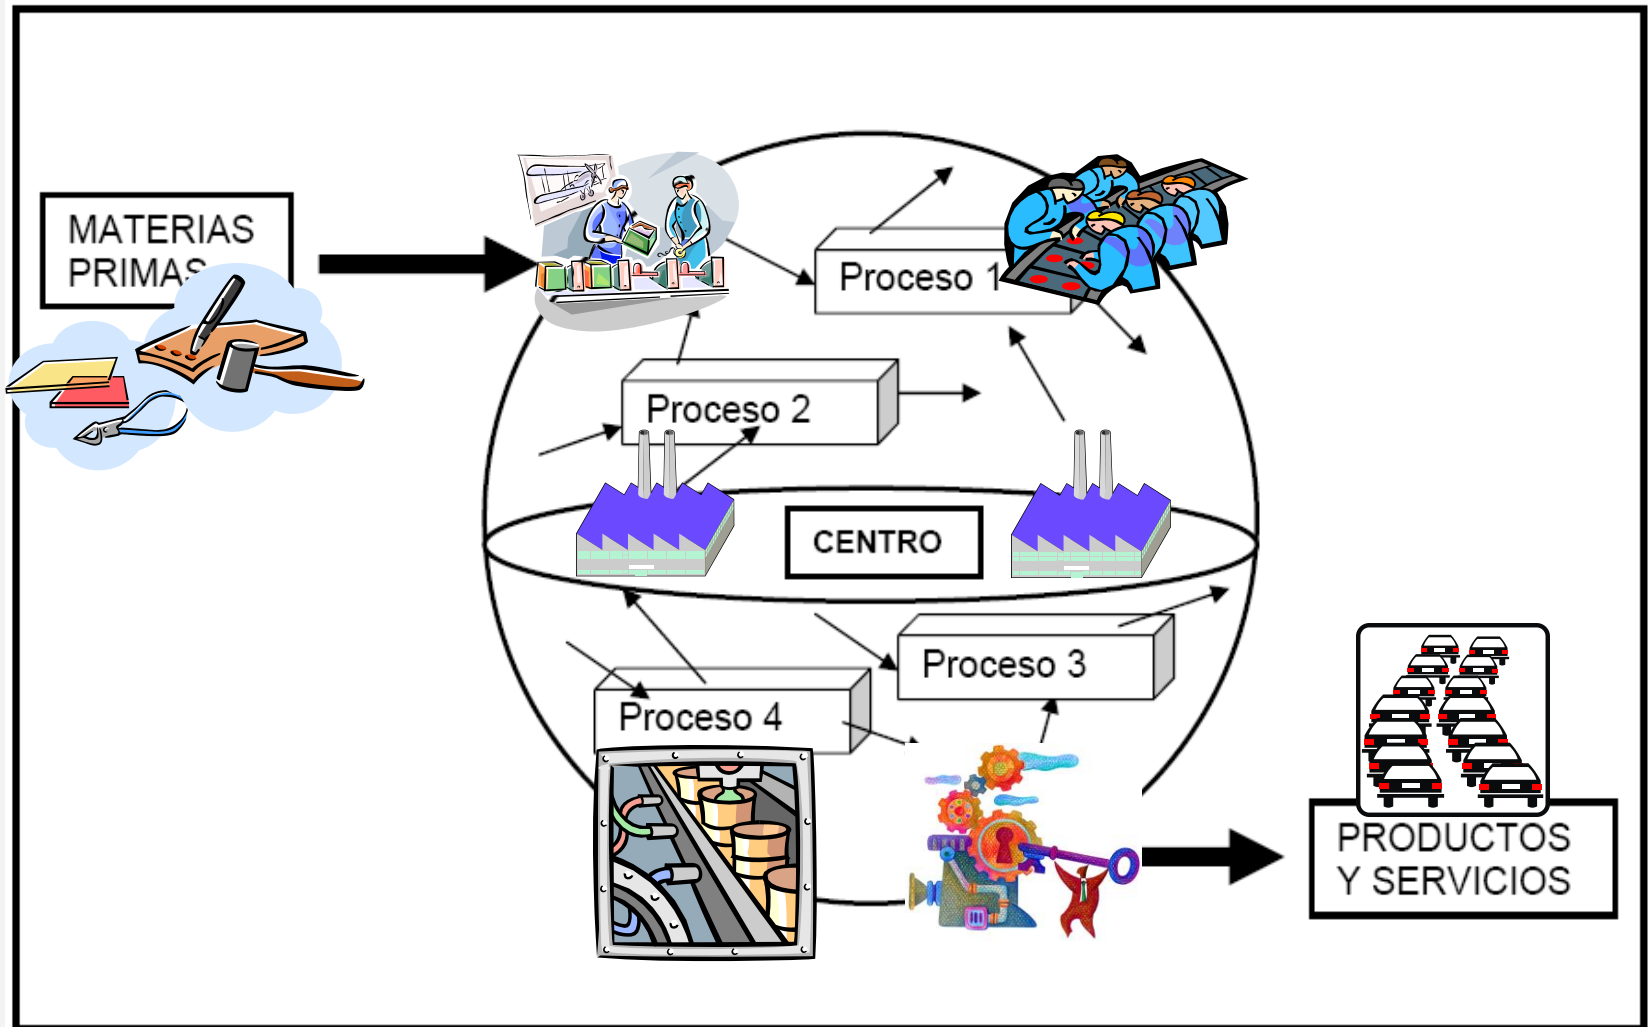 MATERIAS
PRIMAS
Proceso 1
Proceso 2
CENTRO
Proceso 3
Proceso 4
PRODUCTOS
Y SERVICIOS